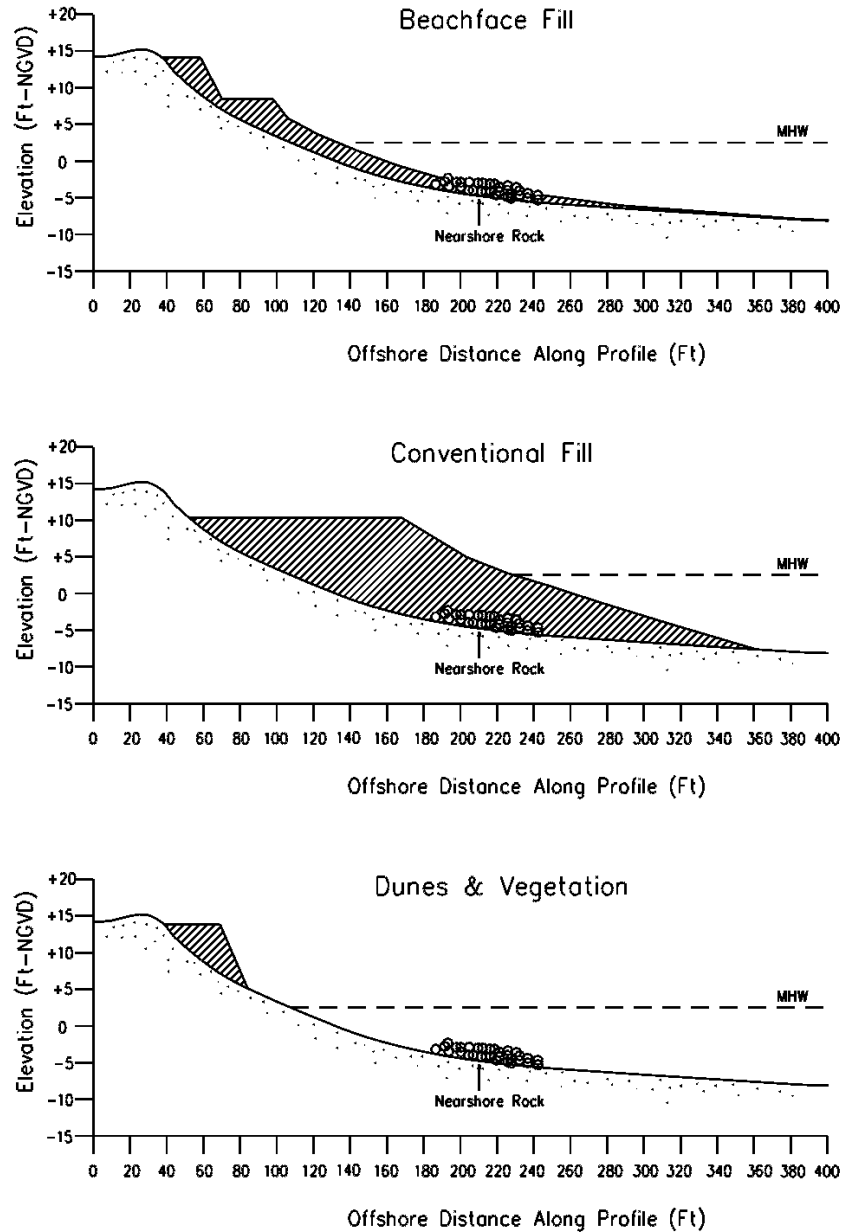 Beachface Fill
Elevation (Ft-NGVD)
+20
+15
+10
+5
0
-5
-10
-15
MHW
Nearshore Rock
0 20 40 60 80 100 120 140 160 180 200 220 240 260 280 300 320 340 360 380 400
Offshore Distance Along Profile (Ft)
Conventional Fill
Elevation (Ft-NGVD)
+20
+15
+10
+5
0
-5
-10
-15
MHW
Nearshore Rock
0 20 40 60 80 100 120 140 160 180 200 220 240 260 280 300 320 340 360 380 400
Offshore Distance Along Profile (Ft)
Dunes & Vegetation
Elevation (Ft-NGVD)
+20
+15
+10
+5
0
-5
-10
-15
MHW
Nearshore Rock
0 20 40 60 80 100 120 140 160 180 200 220 240 260 280 300 320 340 360 380 400
Offshore Distance Along Profile (Ft)